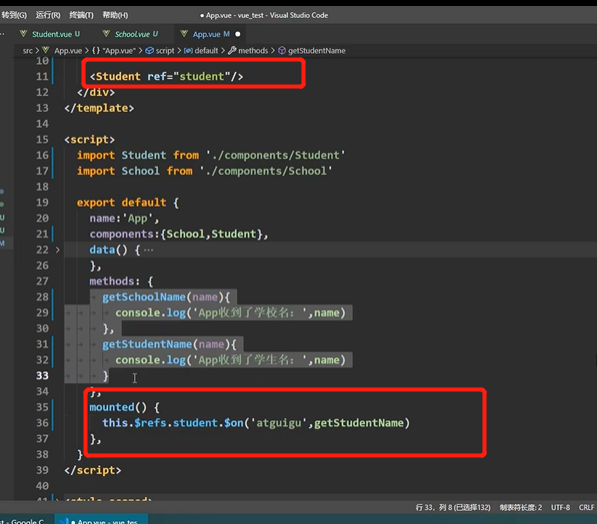 转到(G) 运行(R) 终端(T) 帮助(H) ● App.vue - vue_test - Visual Studio Code
Student.vue U School.vue U App.vue M ●
src > App.vue > {} "App.vue" > script > default > methods > getStudentName
10
11 <Student ref="student"/>
12 </div>
13 </template>
14
15 <script>
16 import Student from './components/Student'
17 import School from './components/School'
18
19 export default {
20 name:'App',
21 components:{School,Student},
22 > data() { ...
26 },
27 methods: {
28 getSchoolName(name){
29 console.log('App收到了学校名: ',name)
30 },
31 getStudentName(name){
32 console.log('App收到了学生名: ',name)
33 }
34 },
35 mounted() {
36 this.$refs.student.$on('atguigu',getStudentName)
37 },
38 }
39 </script>
40
41 > <style scoped>
行 33, 列 8 (已选择132) 制表符长度: 2 UTF-8 CRLF
t - Google C... ● App.vue - vue_tes...